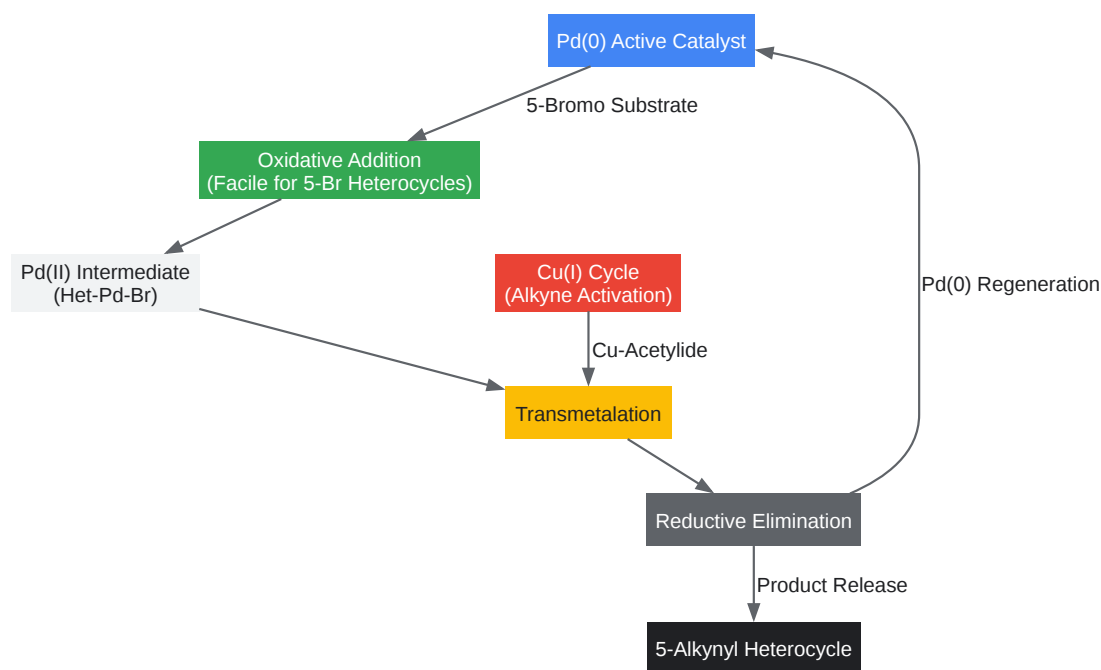 Pd(0) Active Catalyst
5-Bromo Substrate
Oxidative Addition
(Facile for 5-Br Heterocycles)
Pd(II) Intermediate
(Het-Pd-Br)
Cu(I) Cycle
(Alkyne Activation)
Pd(0) Regeneration
Cu-Acetylide
Transmetalation
Reductive Elimination
Product Release
5-Alkynyl Heterocycle